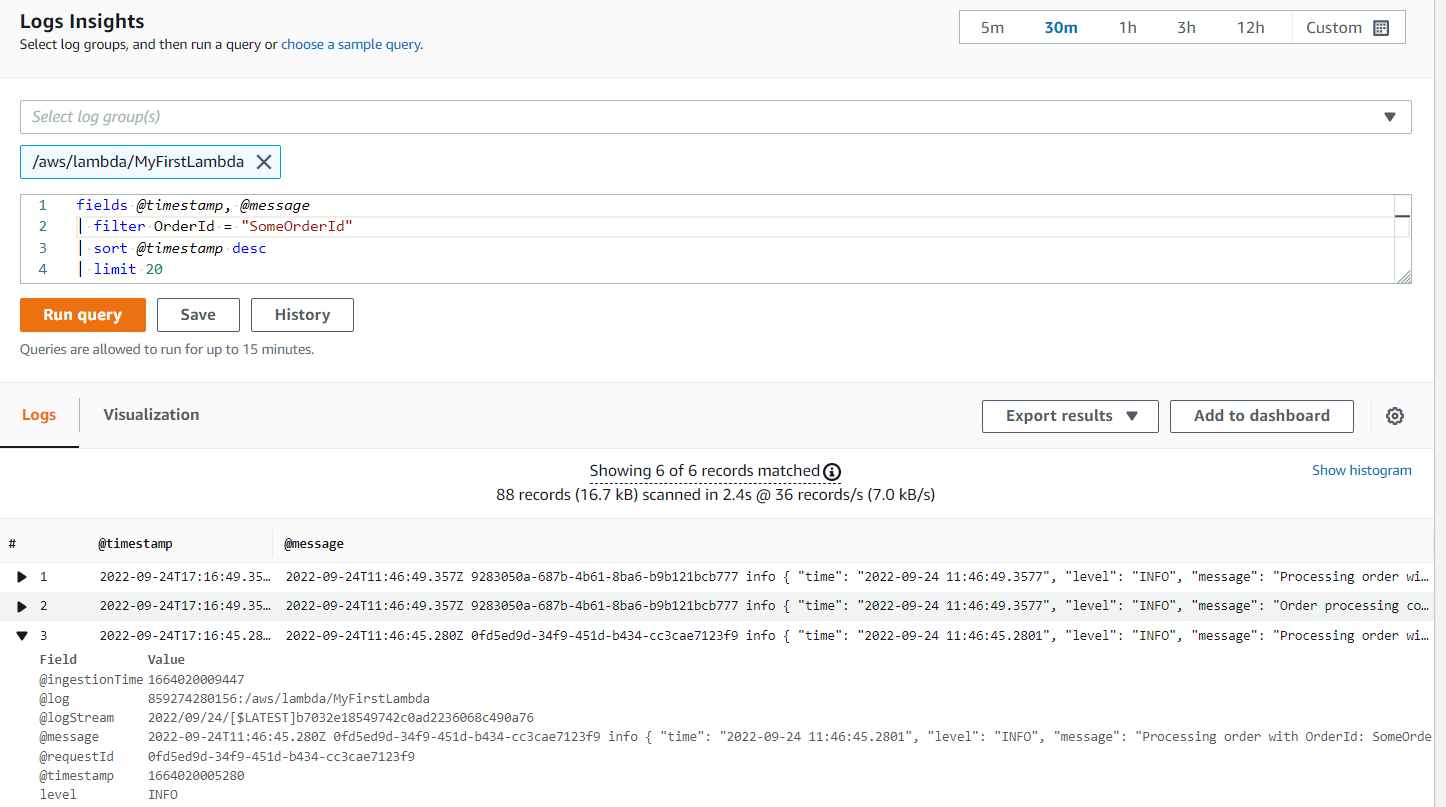 Logs Insights
Select log groups, and then run a query or choose a sample query.
5m 30m 1h 3h 12h Custom
Select log group(s)
/aws/lambda/MyFirstLambda
1 fields @timestamp, @message
2 | filter OrderId = "SomeOrderId"
3 | sort @timestamp desc
4 | limit 20
Run query Save History
Queries are allowed to run for up to 15 minutes.
Logs Visualization Export results Add to dashboard
Showing 6 of 6 records matched
88 records (16.7 kB) scanned in 2.4s @ 36 records/s (7.0 kB/s)
Show histogram
# @timestamp @message
1 2022-09-24T17:16:49.35… 2022-09-24T11:46:49.357Z 9283050a-687b-4b61-8ba6-b9b121bcb777 info { "time": "2022-09-24 11:46:49.3577", "level": "INFO", "message": "Processing order wi…
2 2022-09-24T17:16:49.35… 2022-09-24T11:46:49.357Z 9283050a-687b-4b61-8ba6-b9b121bcb777 info { "time": "2022-09-24 11:46:49.3577", "level": "INFO", "message": "Order processing co…
3 2022-09-24T17:16:45.28… 2022-09-24T11:46:45.280Z 0fd5ed9d-34f9-451d-b434-cc3cae7123f9 info { "time": "2022-09-24 11:46:45.2801", "level": "INFO", "message": "Processing order wi…
Field Value
@ingestionTime 1664020009447
@log 859274280156:/aws/lambda/MyFirstLambda
@logStream 2022/09/24/[$LATEST]b7032e18549742c0ad2236068c490a76
@message 2022-09-24T11:46:45.280Z 0fd5ed9d-34f9-451d-b434-cc3cae7123f9 info { "time": "2022-09-24 11:46:45.2801", "level": "INFO", "message": "Processing order with OrderId: SomeOrde
@requestId 0fd5ed9d-34f9-451d-b434-cc3cae7123f9
@timestamp 1664020005280
level INFO